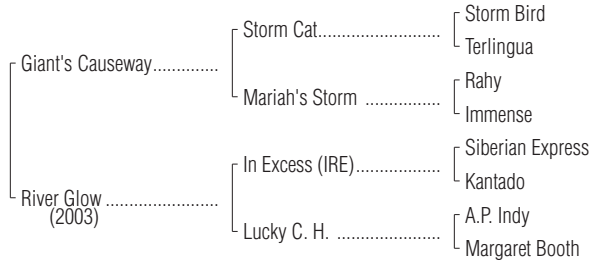 Storm Bird
Storm Cat..........................
Terlingua
Giant's Causeway..............
Rahy
Mariah's Storm ................
Immense
Siberian Express
In Excess (IRE)..................
Kantado
River Glow ........................
(2003)
A.P. Indy
Lucky C. H. ......................
Margaret Booth